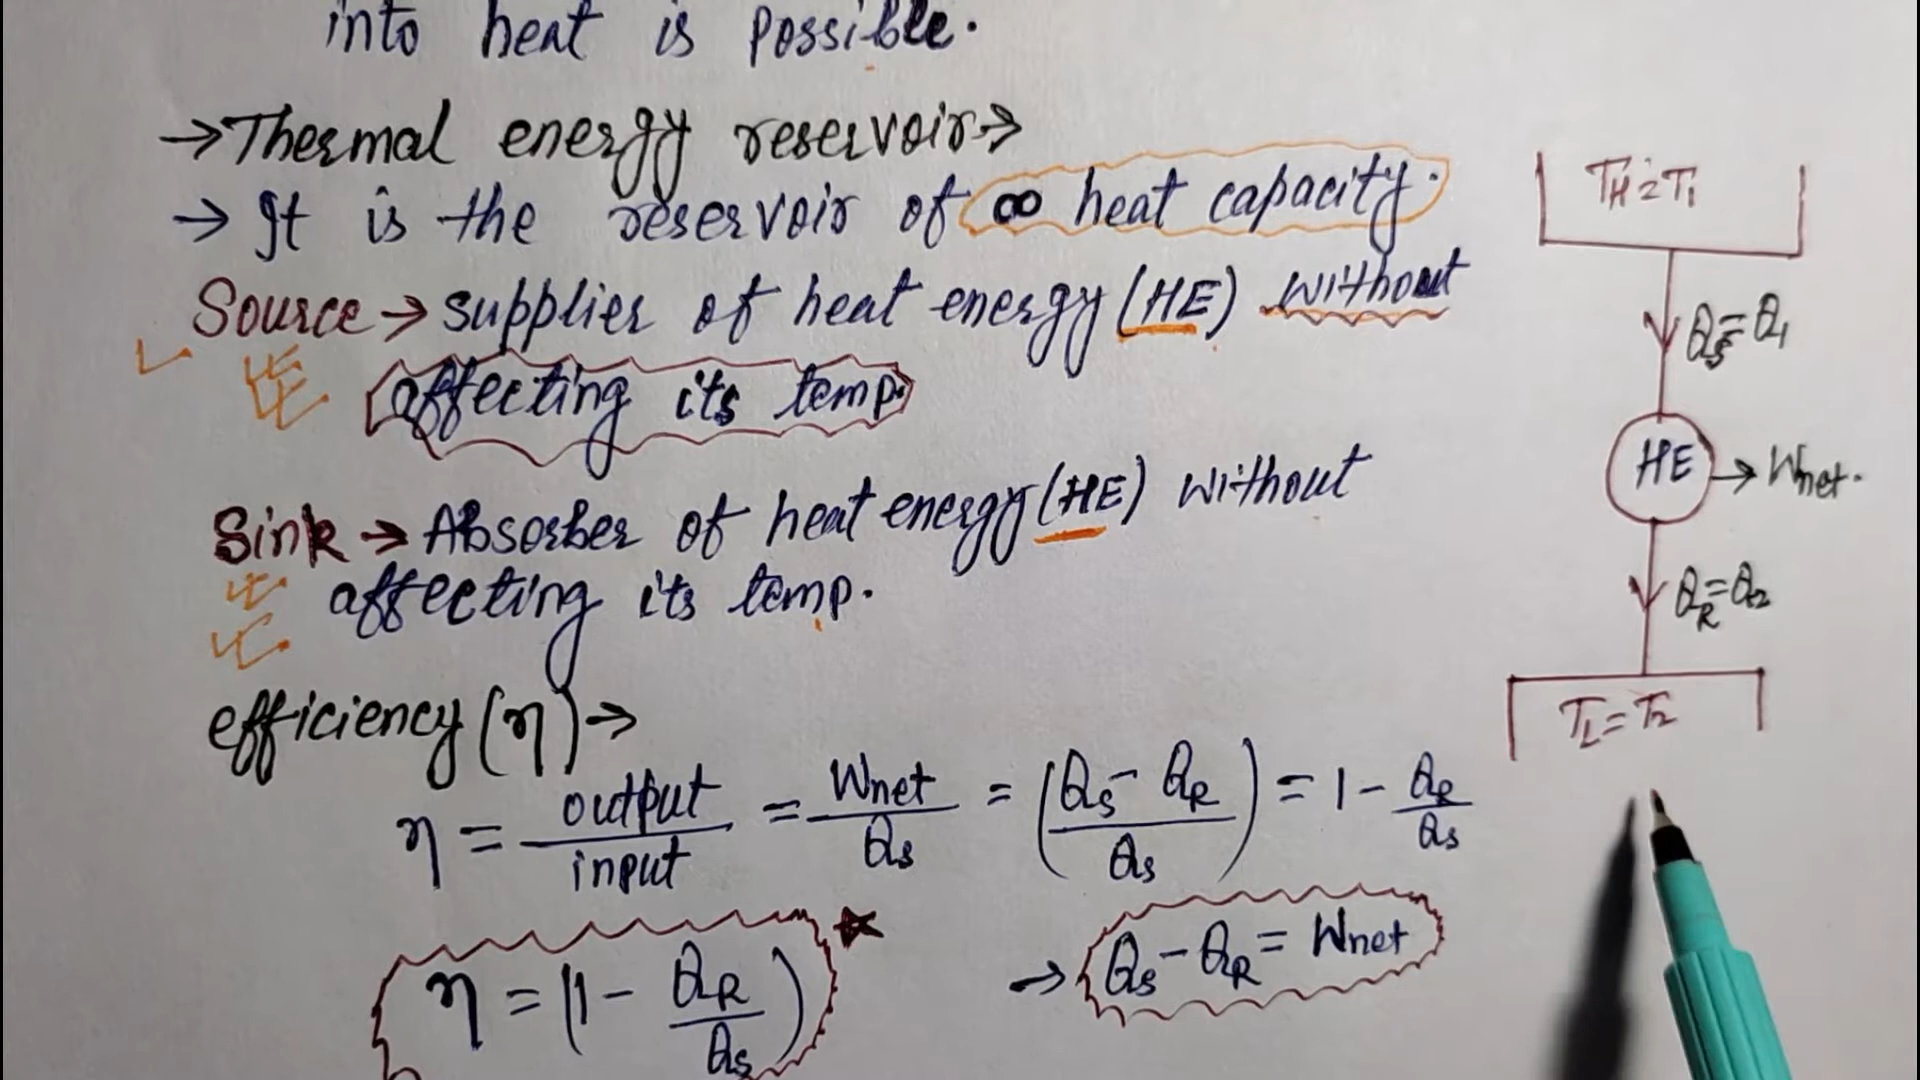 into heat is possible.
→ Thermal energy reservoir →
→ It is the reservoir of ∞ heat capacity.
Source → supplier of heat energy (HE) without
affecting its temp.
Sink → Absorber of heat energy (HE) without
affecting its temp.
efficiency (η) →
η = output/input = Wnet/Qs = (Qs - QR/Qs) = 1 - QR/Qs
η = (1 - QR/Qs)
→ Qs - QR = Wnet
TH = T1
Qs = Q1
HE → Wnet.
QR = Q2
TL = T2